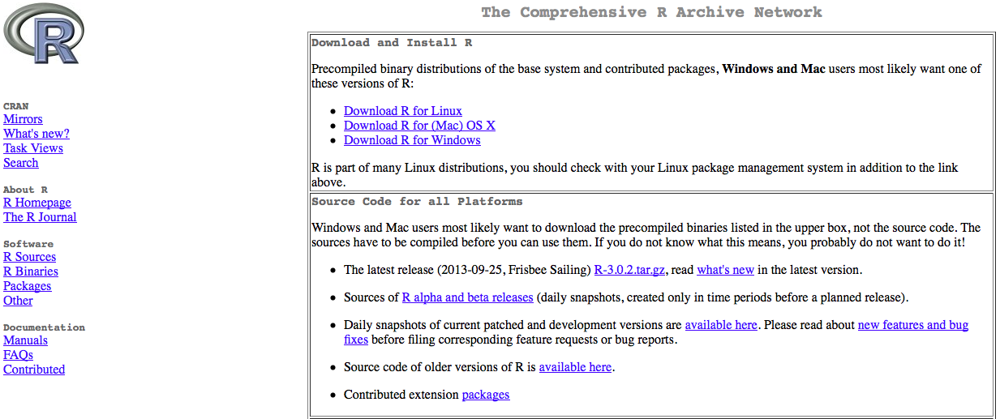 R
CRAN
Mirrors
What's new?
Task Views
Search
About R
R Homepage
The R Journal
Software
R Sources
R Binaries
Packages
Other
Documentation
Manuals
FAQs
Contributed
The Comprehensive R Archive Network
Download and Install R
Precompiled binary distributions of the base system and contributed packages, Windows and Mac users most likely want one of
these versions of R:
Download R for Linux
Download R for (Mac) OS X
Download R for Windows
R is part of many Linux distributions, you should check with your Linux package management system in addition to the link
above.
Source Code for all Platforms
Windows and Mac users most likely want to download the precompiled binaries listed in the upper box, not the source code. The
sources have to be compiled before you can use them. If you do not know what this means, you probably do not want to do it!
The latest release (2013-09-25, Frisbee Sailing) R-3.0.2.tar.gz, read what's new in the latest version.
Sources of R alpha and beta releases (daily snapshots, created only in time periods before a planned release).
Daily snapshots of current patched and development versions are available here. Please read about new features and bug
fixes before filing corresponding feature requests or bug reports.
Source code of older versions of R is available here.
Contributed extension packages